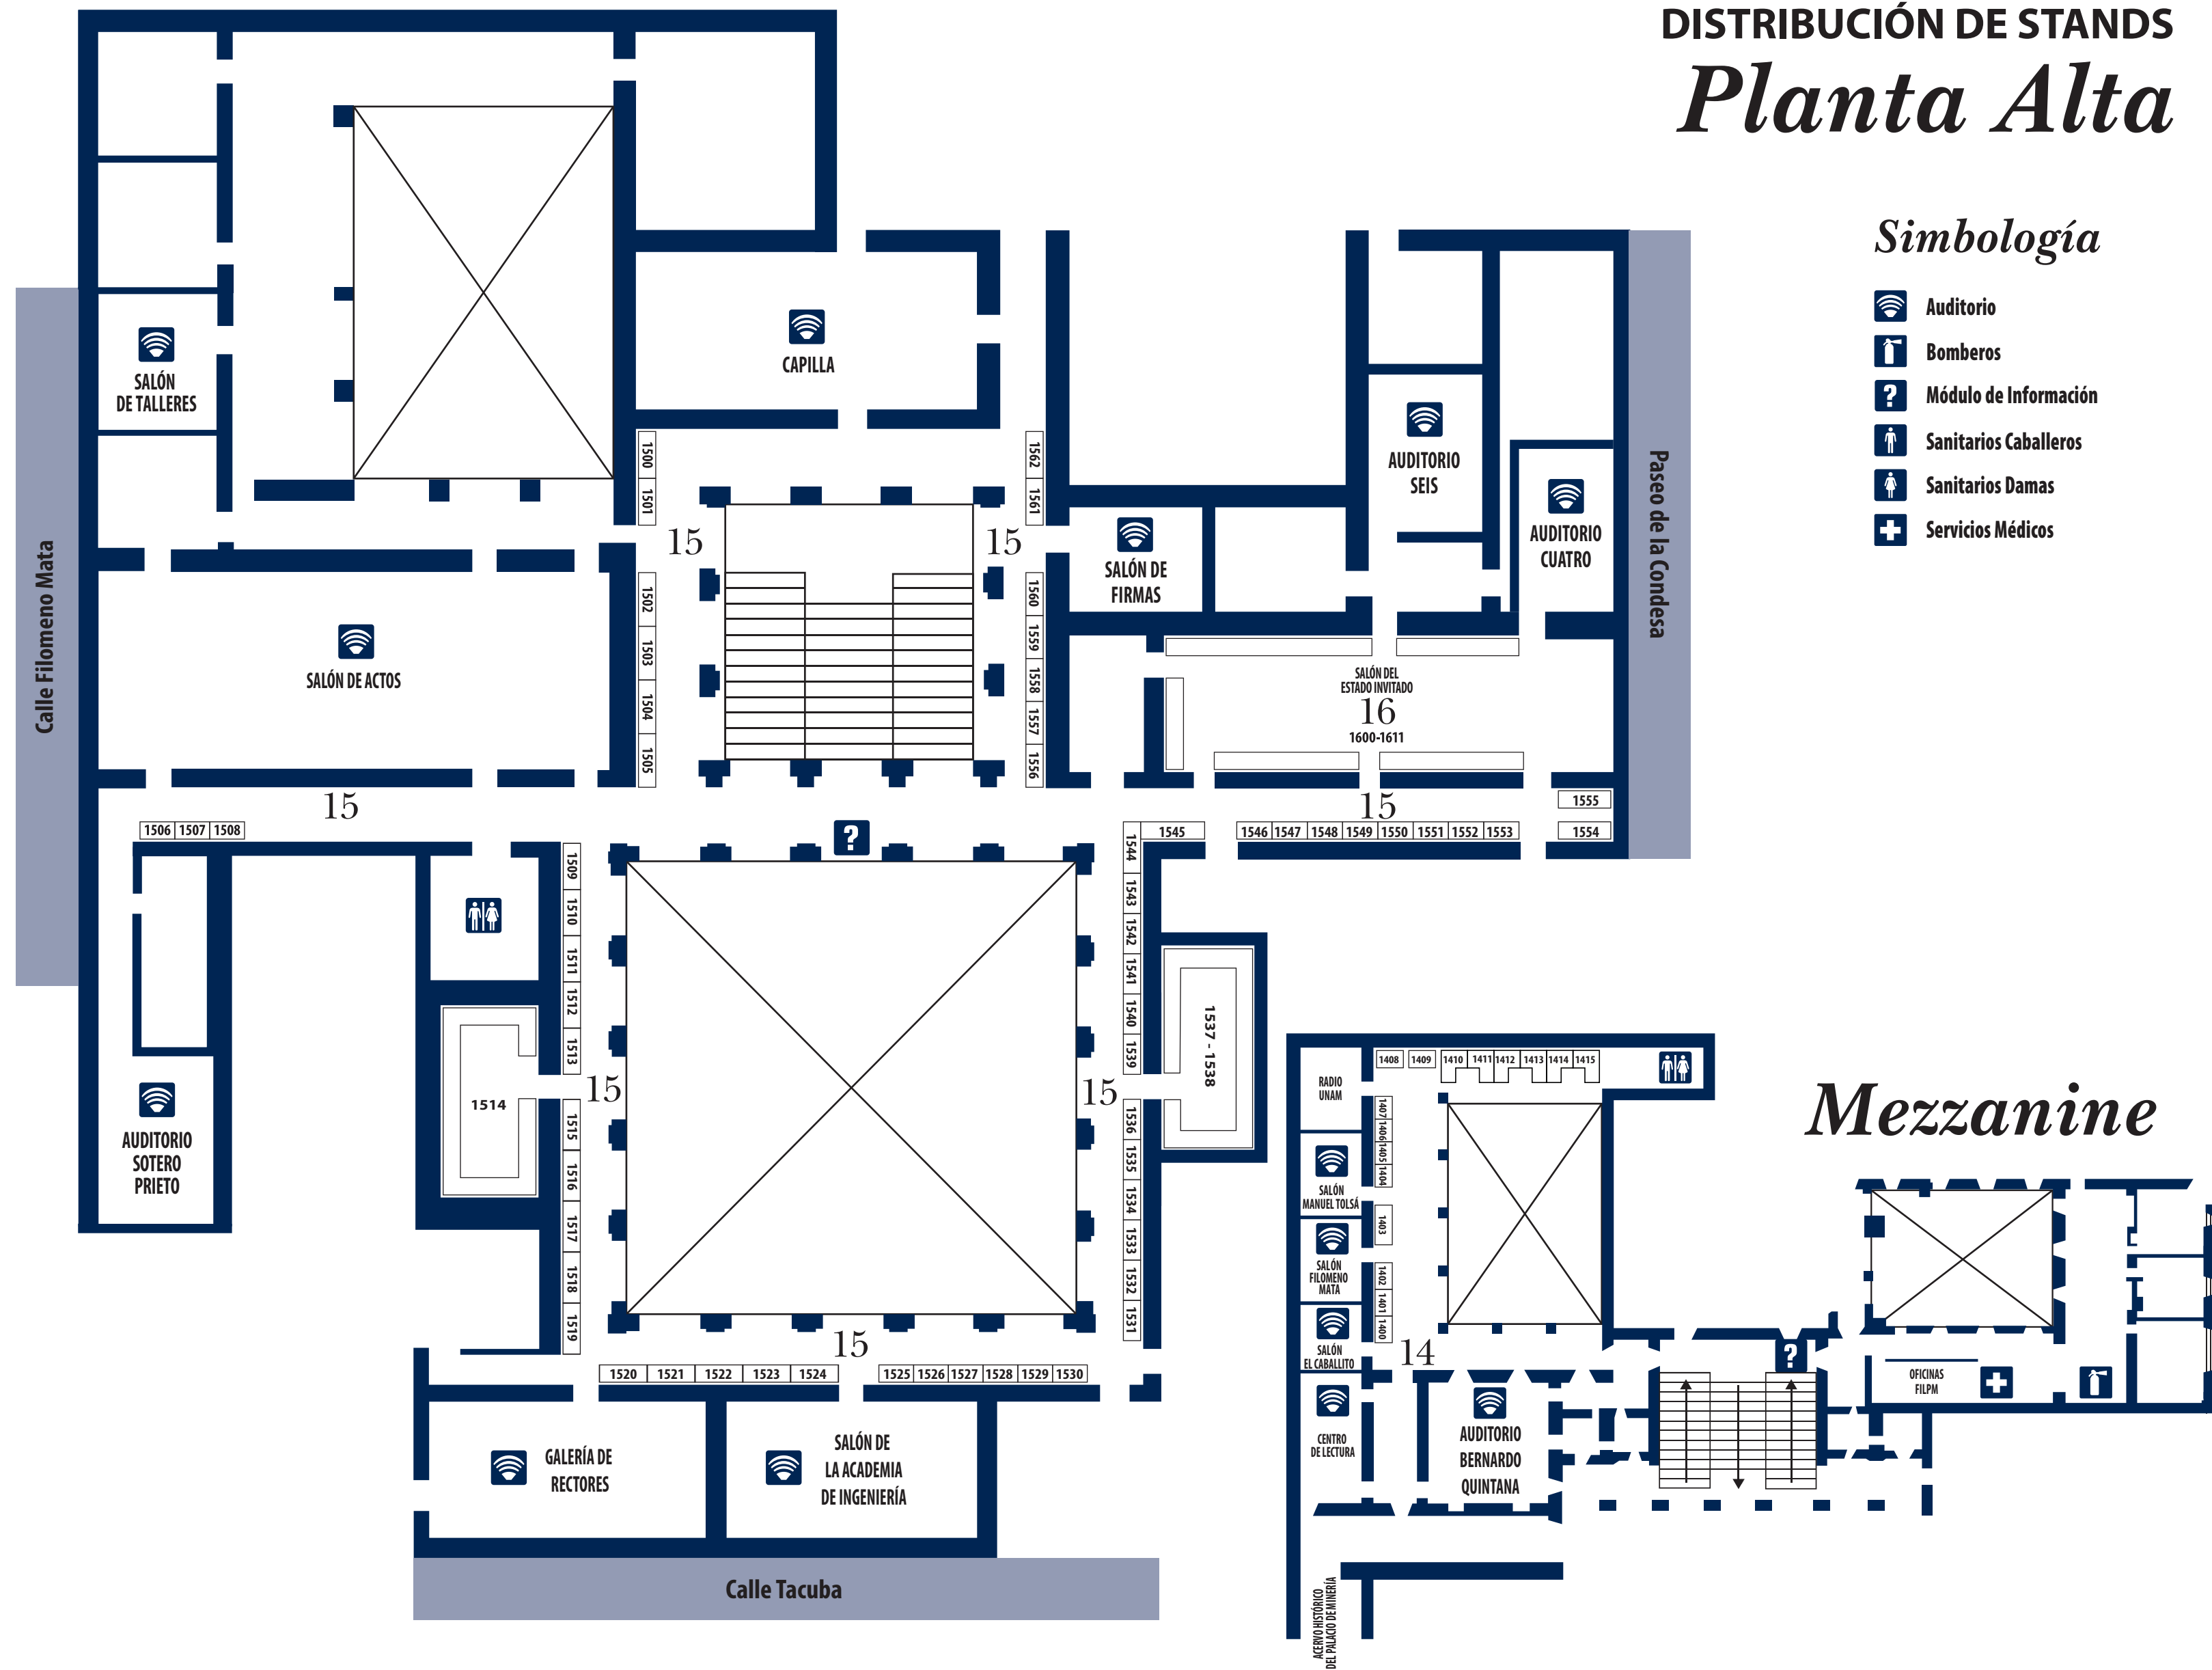 DISTRIBUCIÓN DE STANDS
Planta Alta
Simbología
Auditorio
Bomberos
Módulo de Información
Sanitarios Caballeros
Sanitarios Damas
Servicios Médicos
Calle Filomeno Mata
SALÓN
DE TALLERES
CAPILLA
1500
1501
15
1562
1561
15
SALÓN DE
FIRMAS
AUDITORIO
SEIS
AUDITORIO
CUATRO
Paseo de la Condesa
SALÓN DE ACTOS
1502
1503
1504
1505
1560
1559
1558
1557
1556
SALÓN DEL
ESTADO INVITADO
16
1600-1611
15
15
1555
1554
1506 1507 1508
1545
1546 1547 1548 1549 1550 1551 1552 1553
1509
1510
1511
1512
1513
1514
15
1515
1516
1517
1518
1519
AUDITORIO
SOTERO
PRIETO
1544
1543
1542
1541
1540
1539
1537 - 1538
15
1536
1535
1534
1533
1532
1531
15
1520 1521 1522 1523 1524
1525 1526 1527 1528 1529 1530
GALERÍA DE
RECTORES
SALÓN DE
LA ACADEMIA
DE INGENIERÍA
Calle Tacuba
Mezzanine
RADIO
UNAM
1408 1409 1410 1411 1412 1413 1414 1415
1407
1406
1405
1404
1403
1402
1401
1400
SALÓN
MANUEL TOLSÁ
SALÓN
FILOMENO
MATA
SALÓN
EL CABALLITO
14
CENTRO
DE LECTURA
AUDITORIO
BERNARDO
QUINTANA
OFICINAS
FILPM
ACERVO HISTÓRICO
DEL PALACIO DE MINERÍA